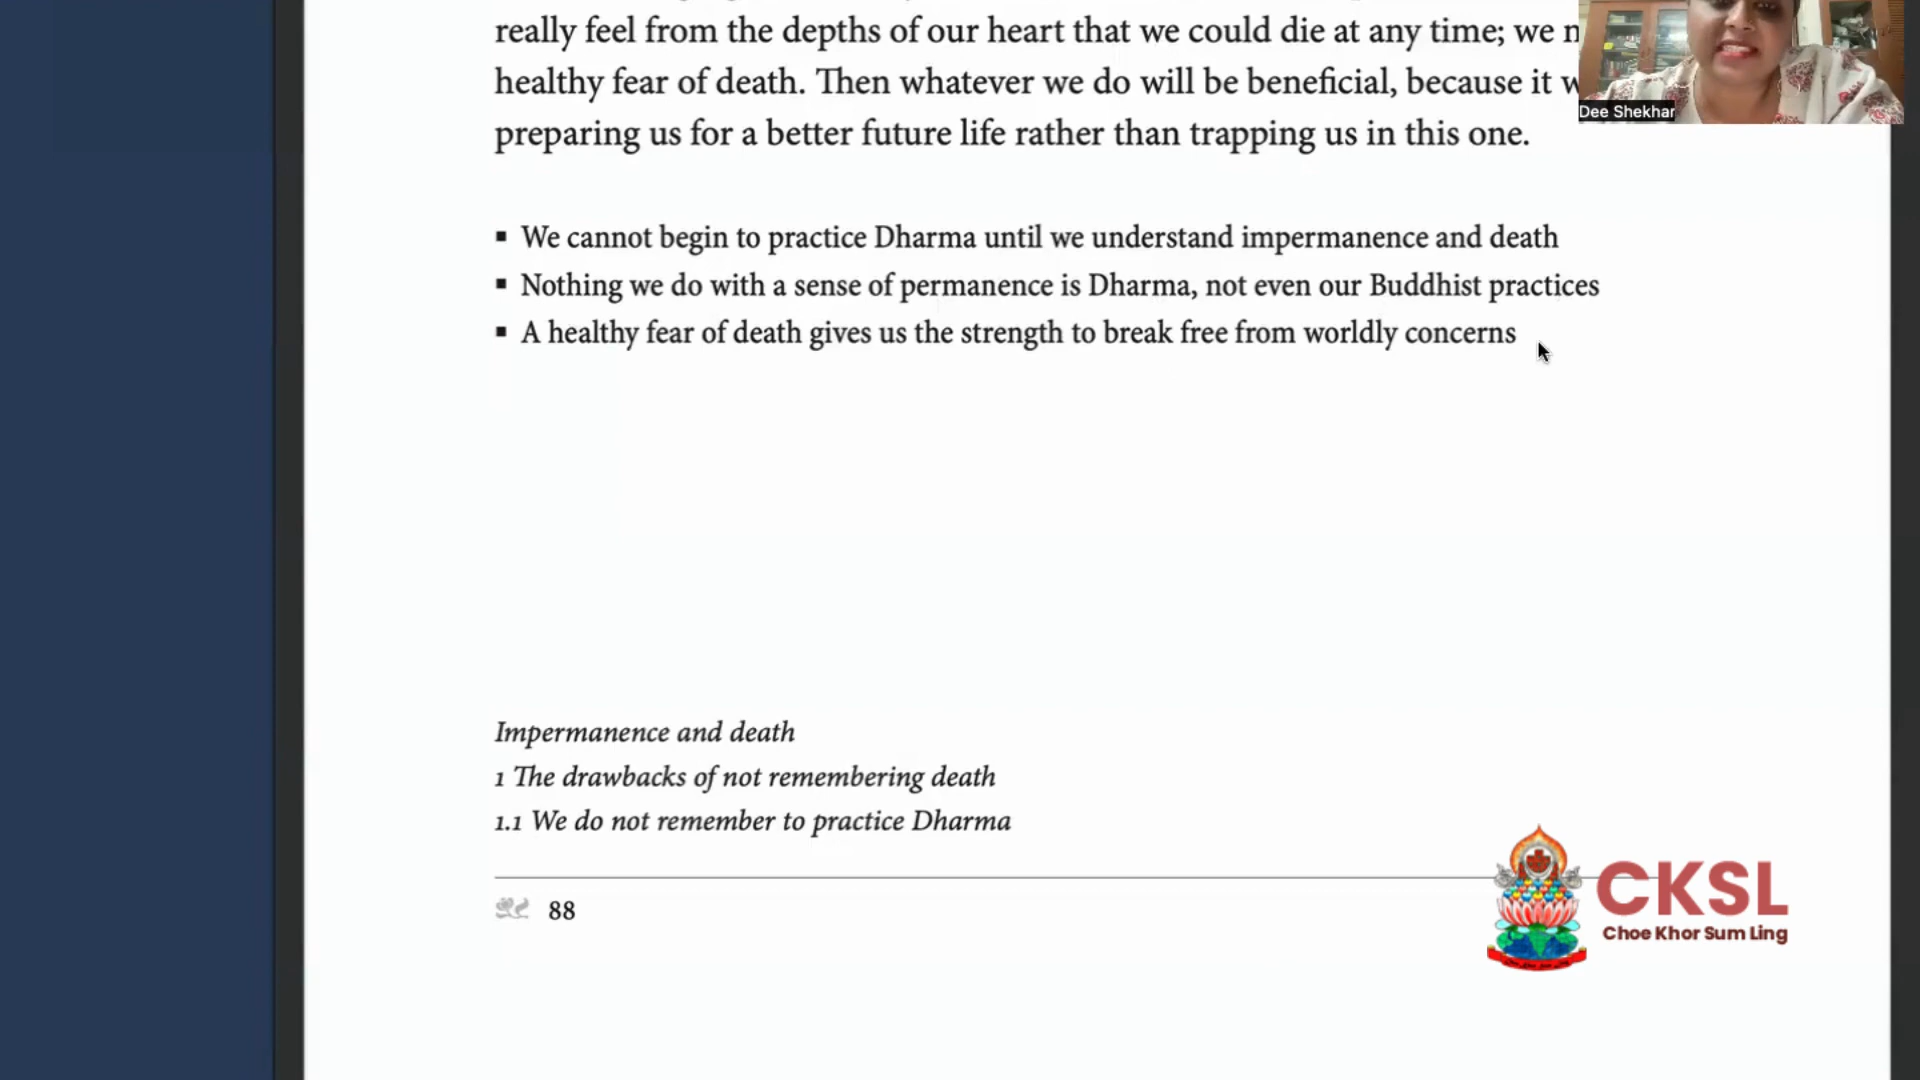 really feel from the depths of our heart that we could die at any time; we
healthy fear of death. Then whatever we do will be beneficial, because it
preparing us for a better future life rather than trapping us in this one.
Dee Shekhar
▪ We cannot begin to practice Dharma until we understand impermanence and death
▪ Nothing we do with a sense of permanence is Dharma, not even our Buddhist practices
▪ A healthy fear of death gives us the strength to break free from worldly concerns
Impermanence and death
1 The drawbacks of not remembering death
1.1 We do not remember to practice Dharma
88
CKSL
Choe Khor Sum Ling